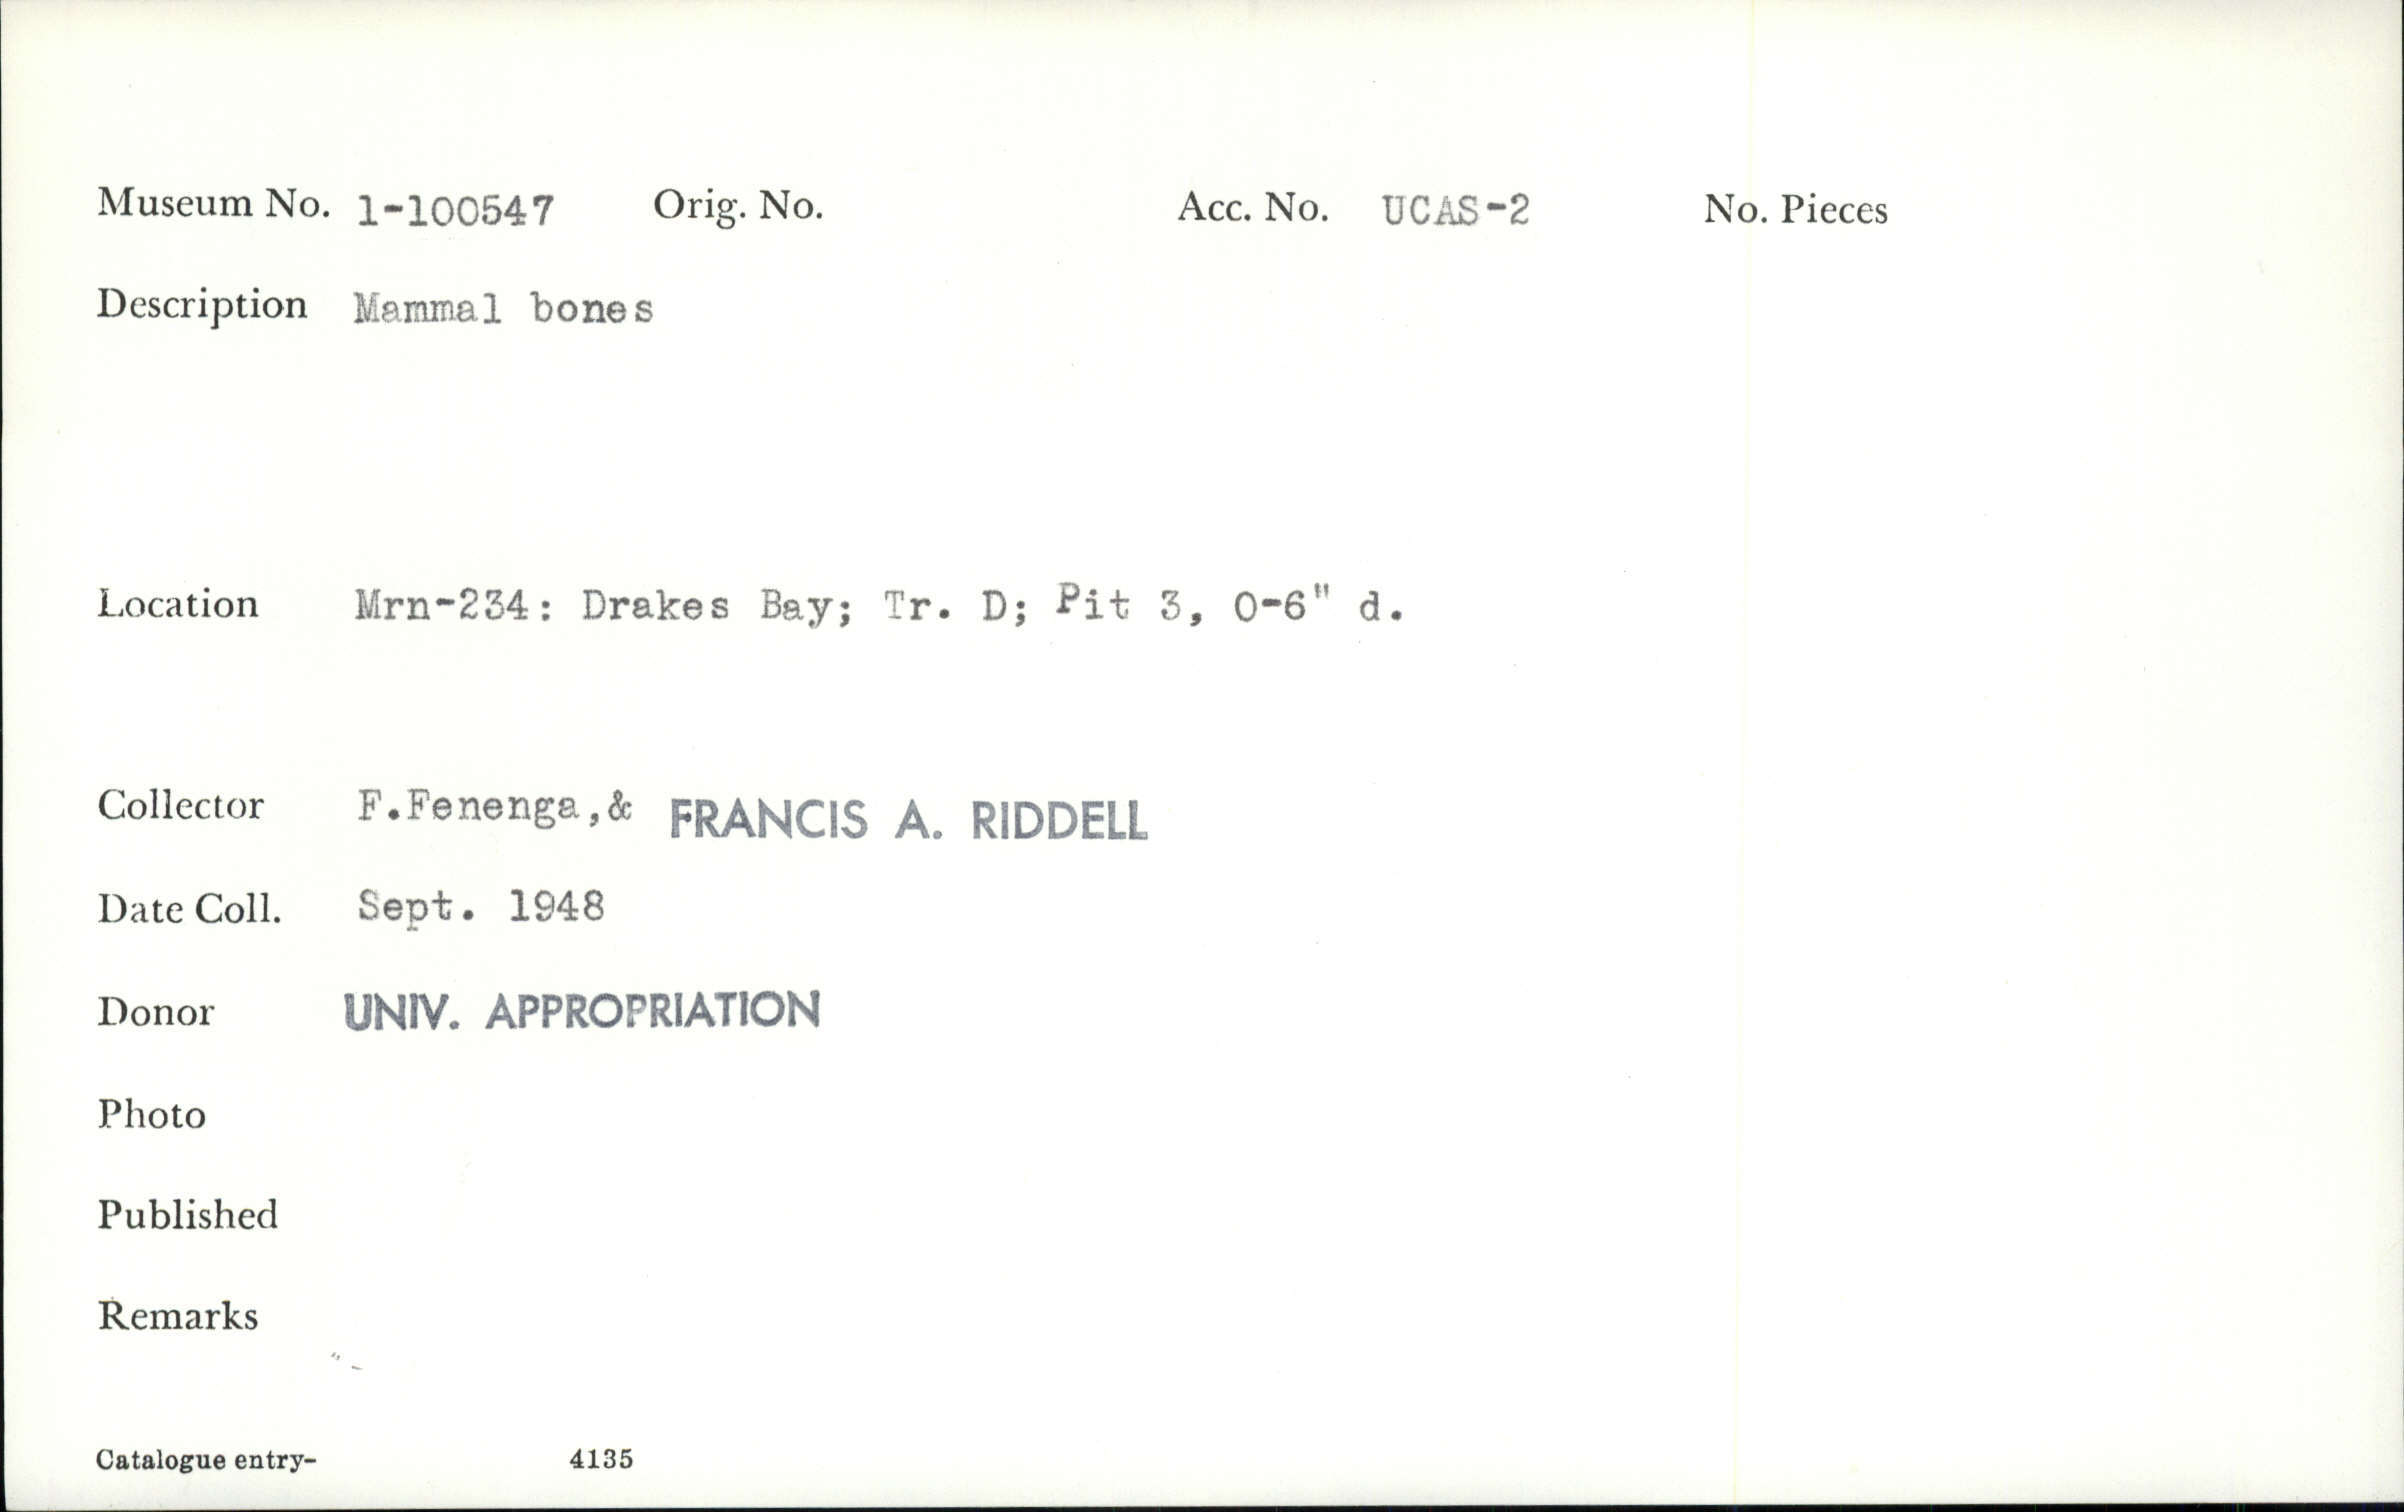 Museum No. 1-100547 Orig. No. Acc. No. UCAS-2 No. Pieces
Description Mammal bones
Location Mrn-234: Drakes Bay; Tr. D; Pit 3, 0-6" d.
Collector F.Fenenga,& FRANCIS A. RIDDELL
Date Coll. Sept. 1948
Donor UNIV. APPROPRIATION
Photo
Published
Remarks
Catalogue entry- 4135